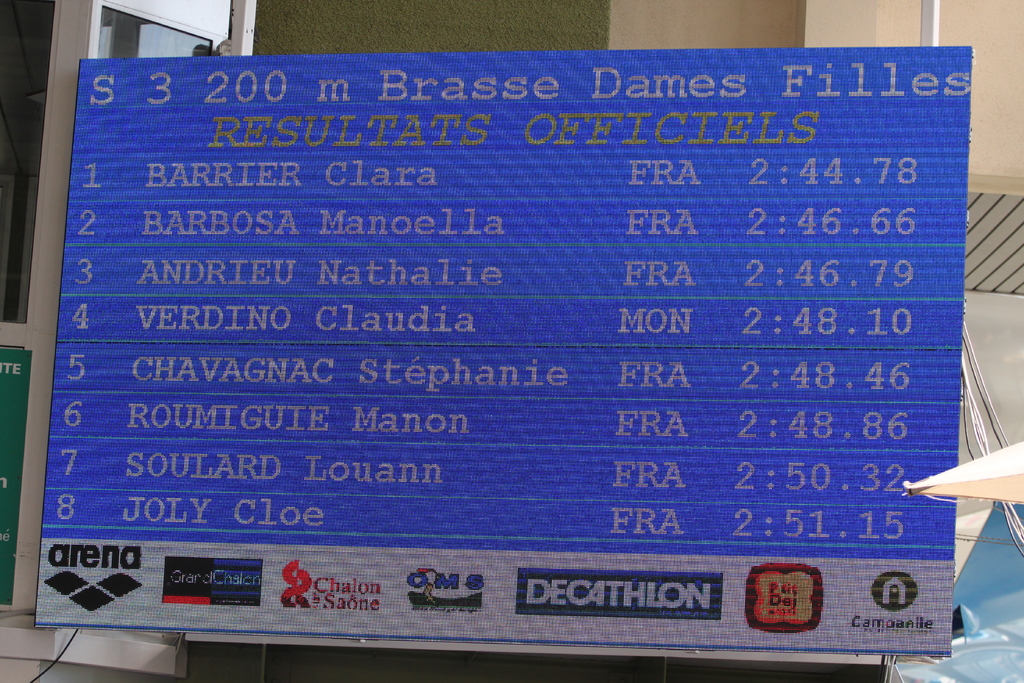 S 3 200 m Brasse Dames Filles
RESULTATS OFFICIELS
1 BARRIER Clara FRA 2:44.78
2 BARBOSA Manoella FRA 2:46.66
3 ANDRIEU Nathalie FRA 2:46.79
4 VERDINO Claudia MON 2:48.10
5 CHAVAGNAC Stéphanie FRA 2:48.46
6 ROUMIGUIE Manon FRA 2:48.86
7 SOULARD Louann FRA 2:50.32
8 JOLY Cloe FRA 2:51.15
arena
GrandChalon
Chalon
sur Saône
OMS
DECATHLON
P'tit
Dej
Campanile